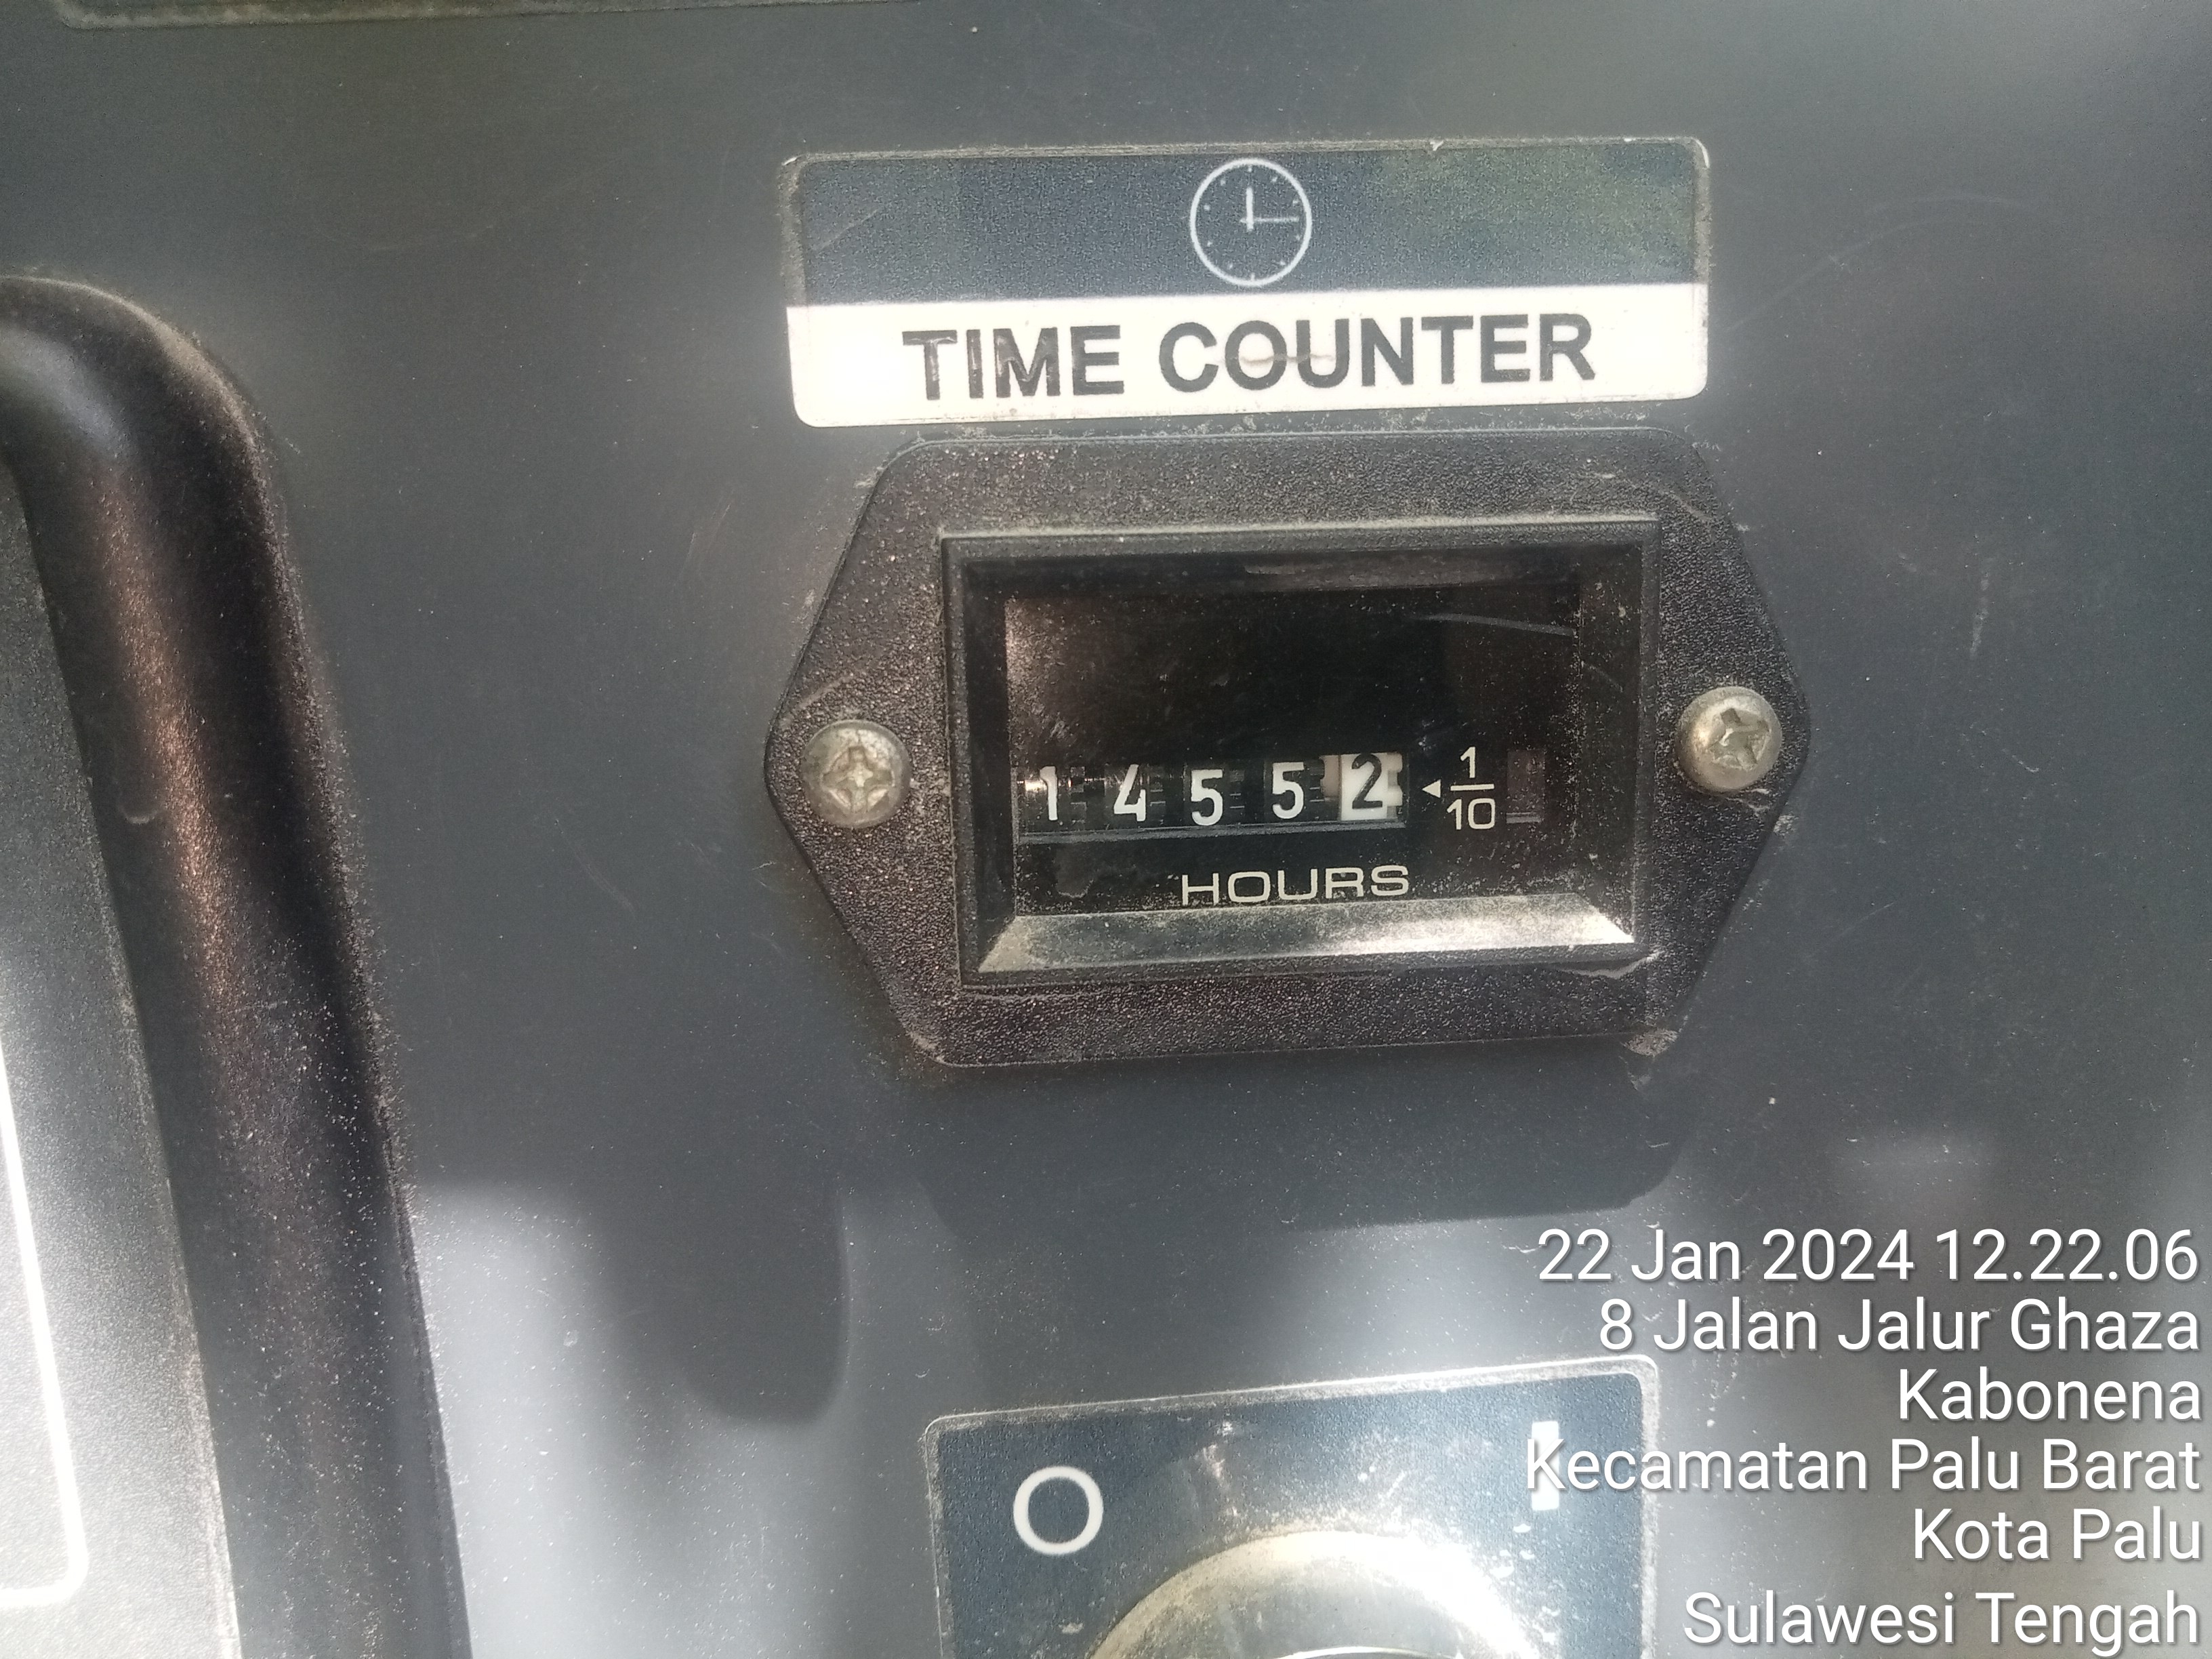 TIME COUNTER
1 4 5 5 2 ◄ 1/10
HOURS
O I
22 Jan 2024 12.22.06
8 Jalan Jalur Ghaza
Kabonena
Kecamatan Palu Barat
Kota Palu
Sulawesi Tengah